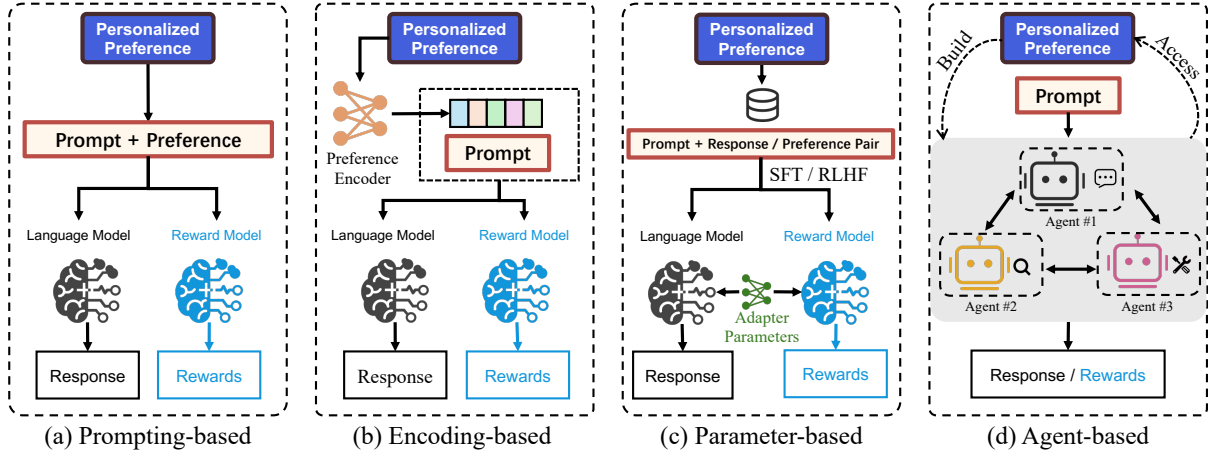 Personalized
Preference
Prompt + Preference
Language Model
Reward Model
Response
Rewards
(a) Prompting-based
Personalized
Preference
Preference
Encoder
Prompt
Language Model
Reward Model
Response
Rewards
(b) Encoding-based
Personalized
Preference
Prompt + Response / Preference Pair
SFT / RLHF
Language Model
Reward Model
Adapter
Parameters
Response
Rewards
(c) Parameter-based
Personalized
Preference
Build
Access
Prompt
Agent #1
Agent #2
Agent #3
Response / Rewards
(d) Agent-based